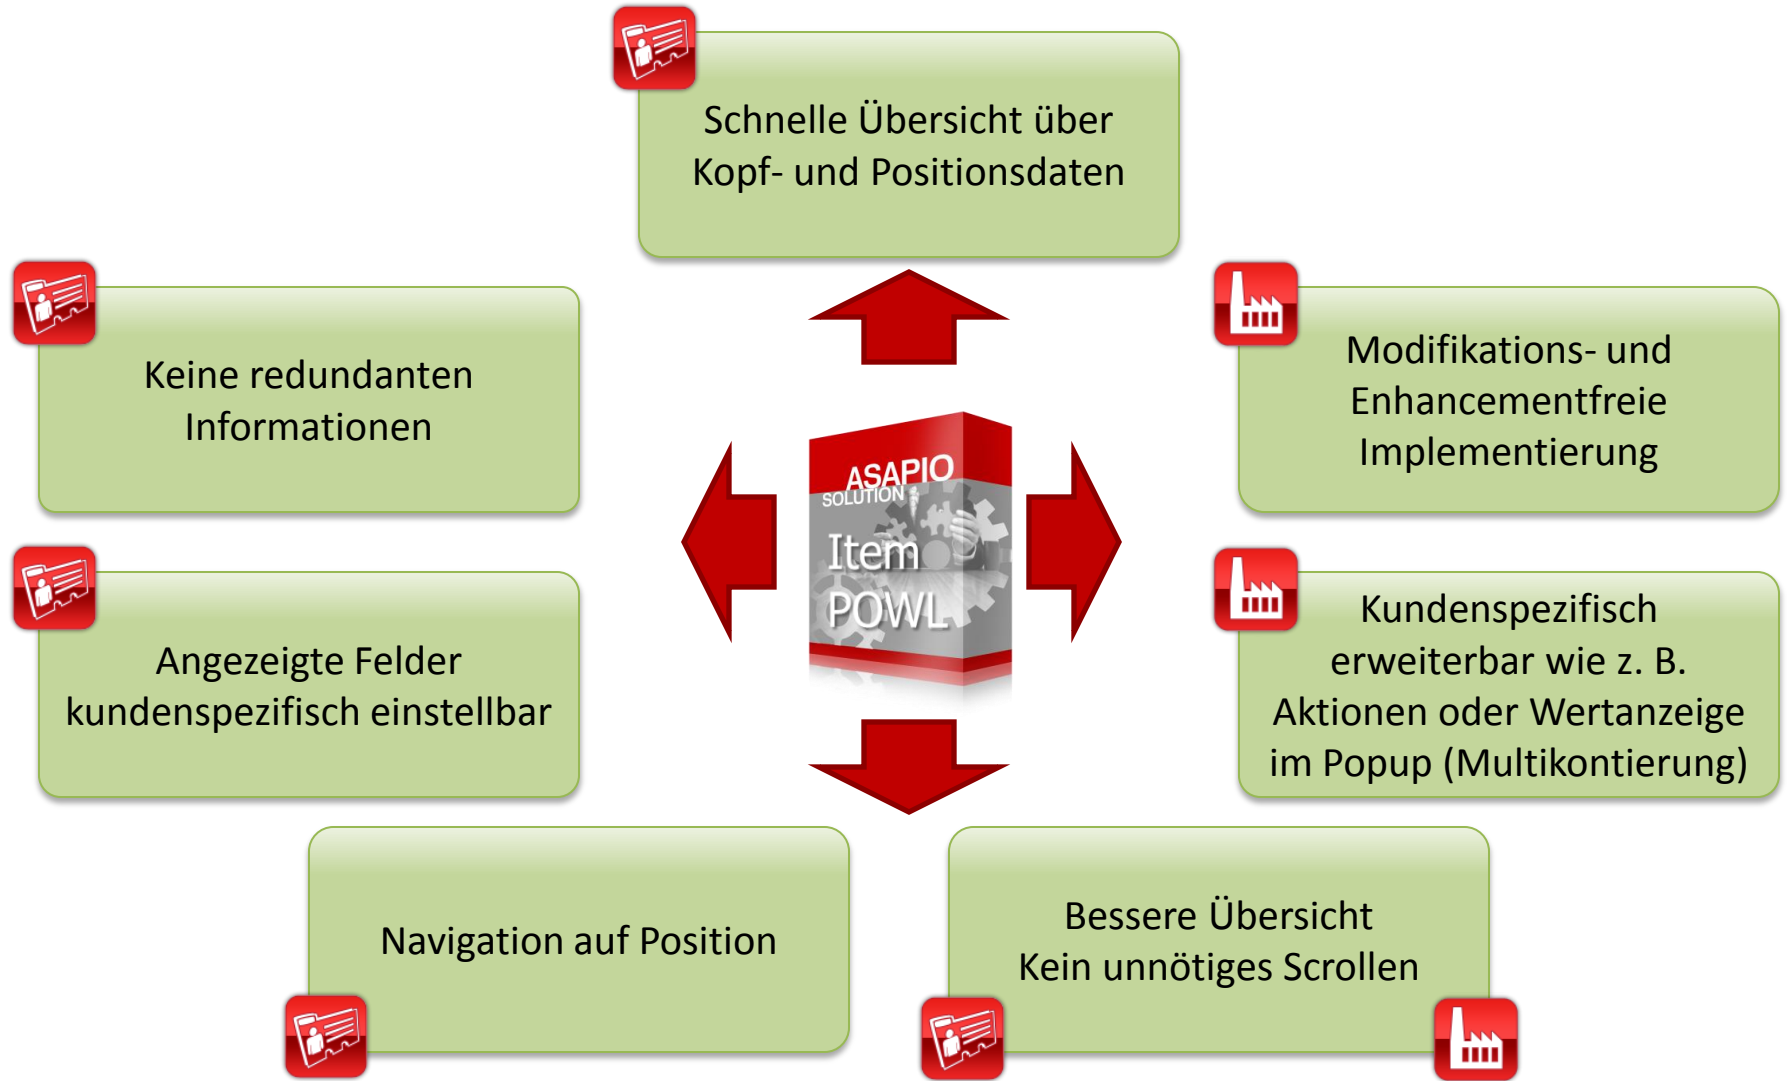 Schnelle Übersicht über
Kopf- und Positionsdaten
Keine redundanten
Informationen
Modifikations- und
Enhancementfreie
Implementierung
ASAPIO
SOLUTION
Item
POWL
Angezeigte Felder
kundenspezifisch einstellbar
Kundenspezifisch
erweiterbar wie z. B.
Aktionen oder Wertanzeige
im Popup (Multikontierung)
Navigation auf Position
Bessere Übersicht
Kein unnötiges Scrollen